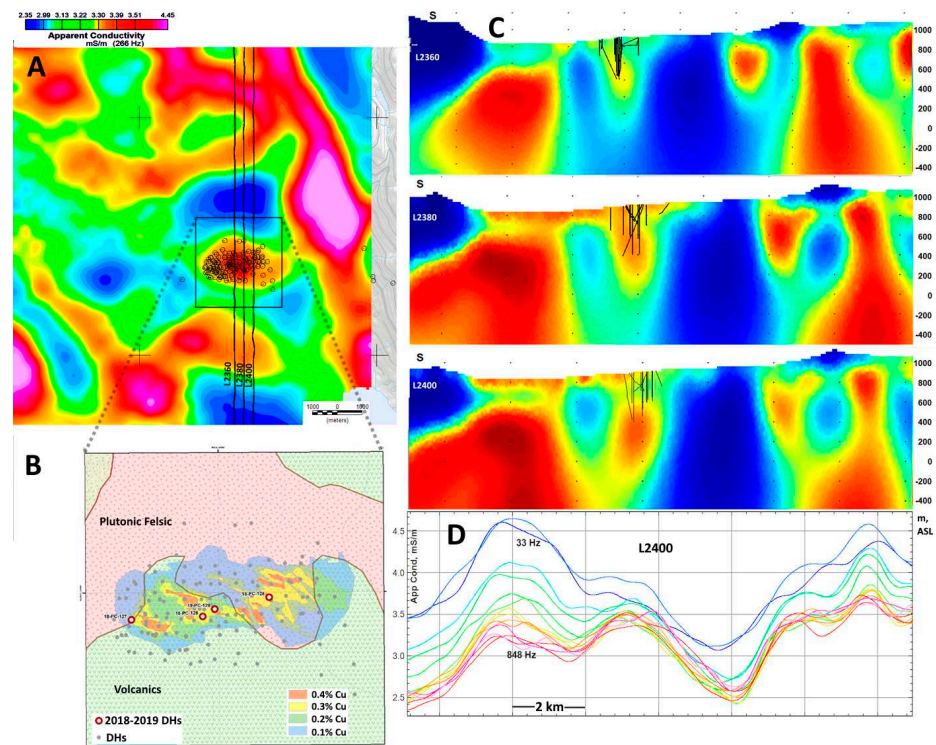 2.35 2.99 3.13 3.22 3.30 3.39 3.51 4.45
Apparent Conductivity
mS/m (266 Hz)
A
L2360
L2380
L2400
1000 0 1000
(meters)
B
Plutonic Felsic
18-PC-127
Volcanics
0.4% Cu
0.3% Cu
0.2% Cu
0.1% Cu
2018-2019 DHs
DHs
C
S
L2360
1000
800
600
400
200
0
-200
-400
S
L2380
1000
800
600
400
200
0
-200
-400
S
L2400
1000
800
600
400
200
0
-200
-400
m,
ASL
D
L2400
App Cond, mS/m
4.5
4.0
3.5
3.0
2.5
33 Hz
848 Hz
2 km